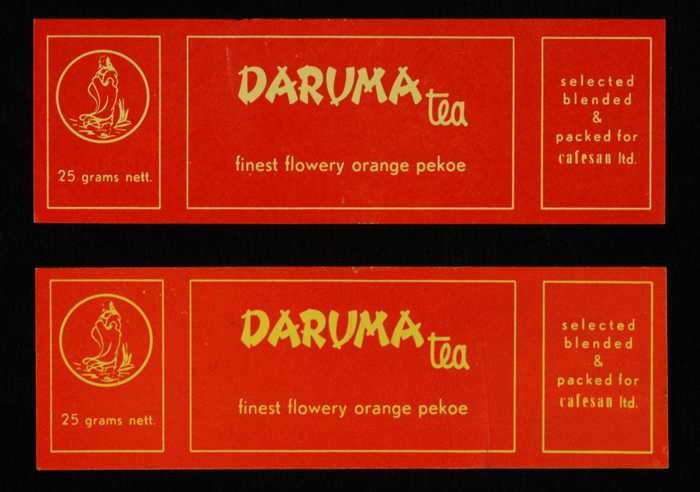 25 grams nett.
DARUMA tea
finest flowery orange pekoe
selected
blended
&
packed for
cafesan ltd.
25 grams nett.
DARUMA tea
finest flowery orange pekoe
selected
blended
&
packed for
cafesan ltd.